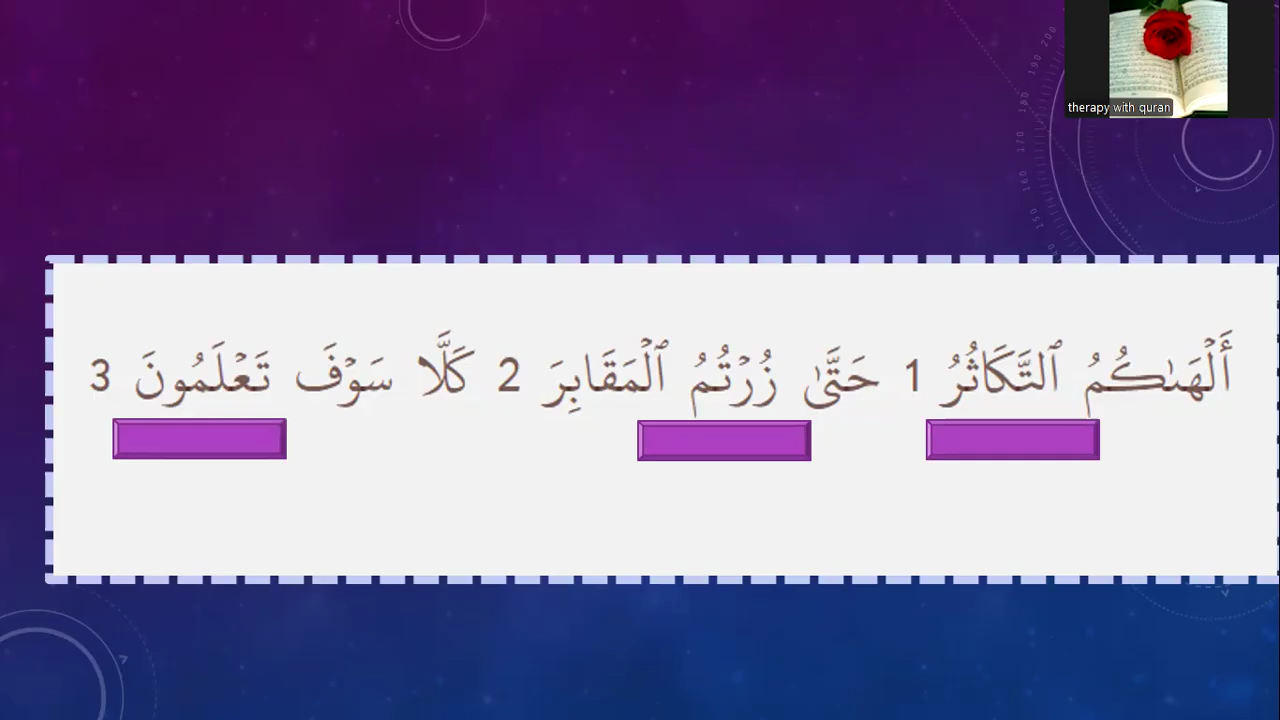 therapy with quran
أَلْهَىٰكُمُ ٱلتَّكَاثُرُ 1 حَتَّىٰ زُرْتُمُ ٱلْمَقَابِرَ 2 كَلَّا سَوْفَ تَعْلَمُونَ 3